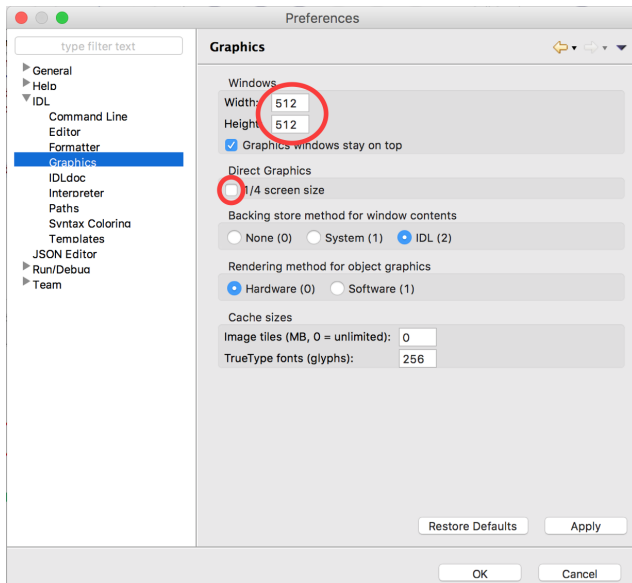 Preferences
type filter text
General
Help
IDL
Command Line
Editor
Formatter
Graphics
IDLdoc
Interpreter
Paths
Syntax Coloring
Templates
JSON Editor
Run/Debug
Team
Graphics
Windows
Width: 512
Height 512
Graphics windows stay on top
Direct Graphics
1/4 screen size
Backing store method for window contents
None (0) System (1) IDL (2)
Rendering method for object graphics
Hardware (0) Software (1)
Cache sizes
Image tiles (MB, 0 = unlimited): 0
TrueType fonts (glyphs): 256
Restore Defaults Apply
OK Cancel